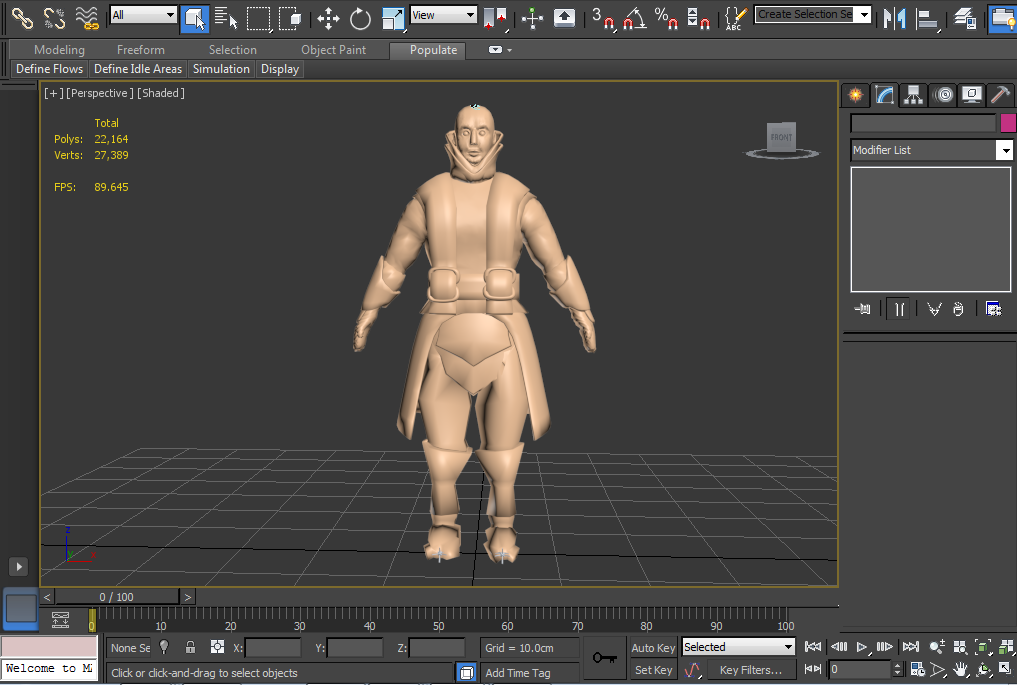 All
View
3
%
ABC
Create Selection Se
Modeling Freeform Selection Object Paint Populate
Define Flows Define Idle Areas Simulation Display
[+] [Perspective ] [Shaded ]
Total
Polys: 22,164
Verts: 27,389
FPS: 89.645
FRONT
Modifier List
z
y
x
< 0 / 100 >
0 10 20 30 40 50 60 70 80 90 100
None Se X: Y: Z: Grid = 10.0cm Auto Key Selected
Welcome to M
Click or click-and-drag to select objects Add Time Tag Set Key Key Filters... 0